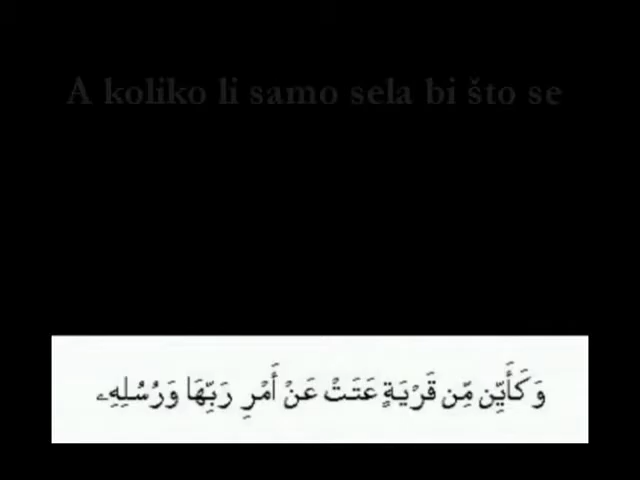 A koliko li samo sela bi što se
وَكَأَيِّن مِّن قَرْيَةٍ عَتَتْ عَنْ أَمْرِ رَبِّهَا وَرُسُلِهِۦ